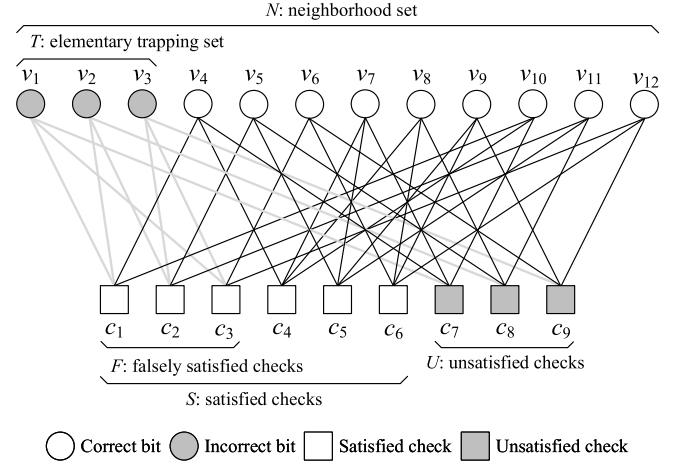 N: neighborhood set
T: elementary trapping set
v1 v2 v3 v4 v5 v6 v7 v8 v9 v10 v11 v12
c1 c2 c3 c4 c5 c6 c7 c8 c9
F: falsely satisfied checks
U: unsatisfied checks
S: satisfied checks
Correct bit Incorrect bit Satisfied check Unsatisfied check